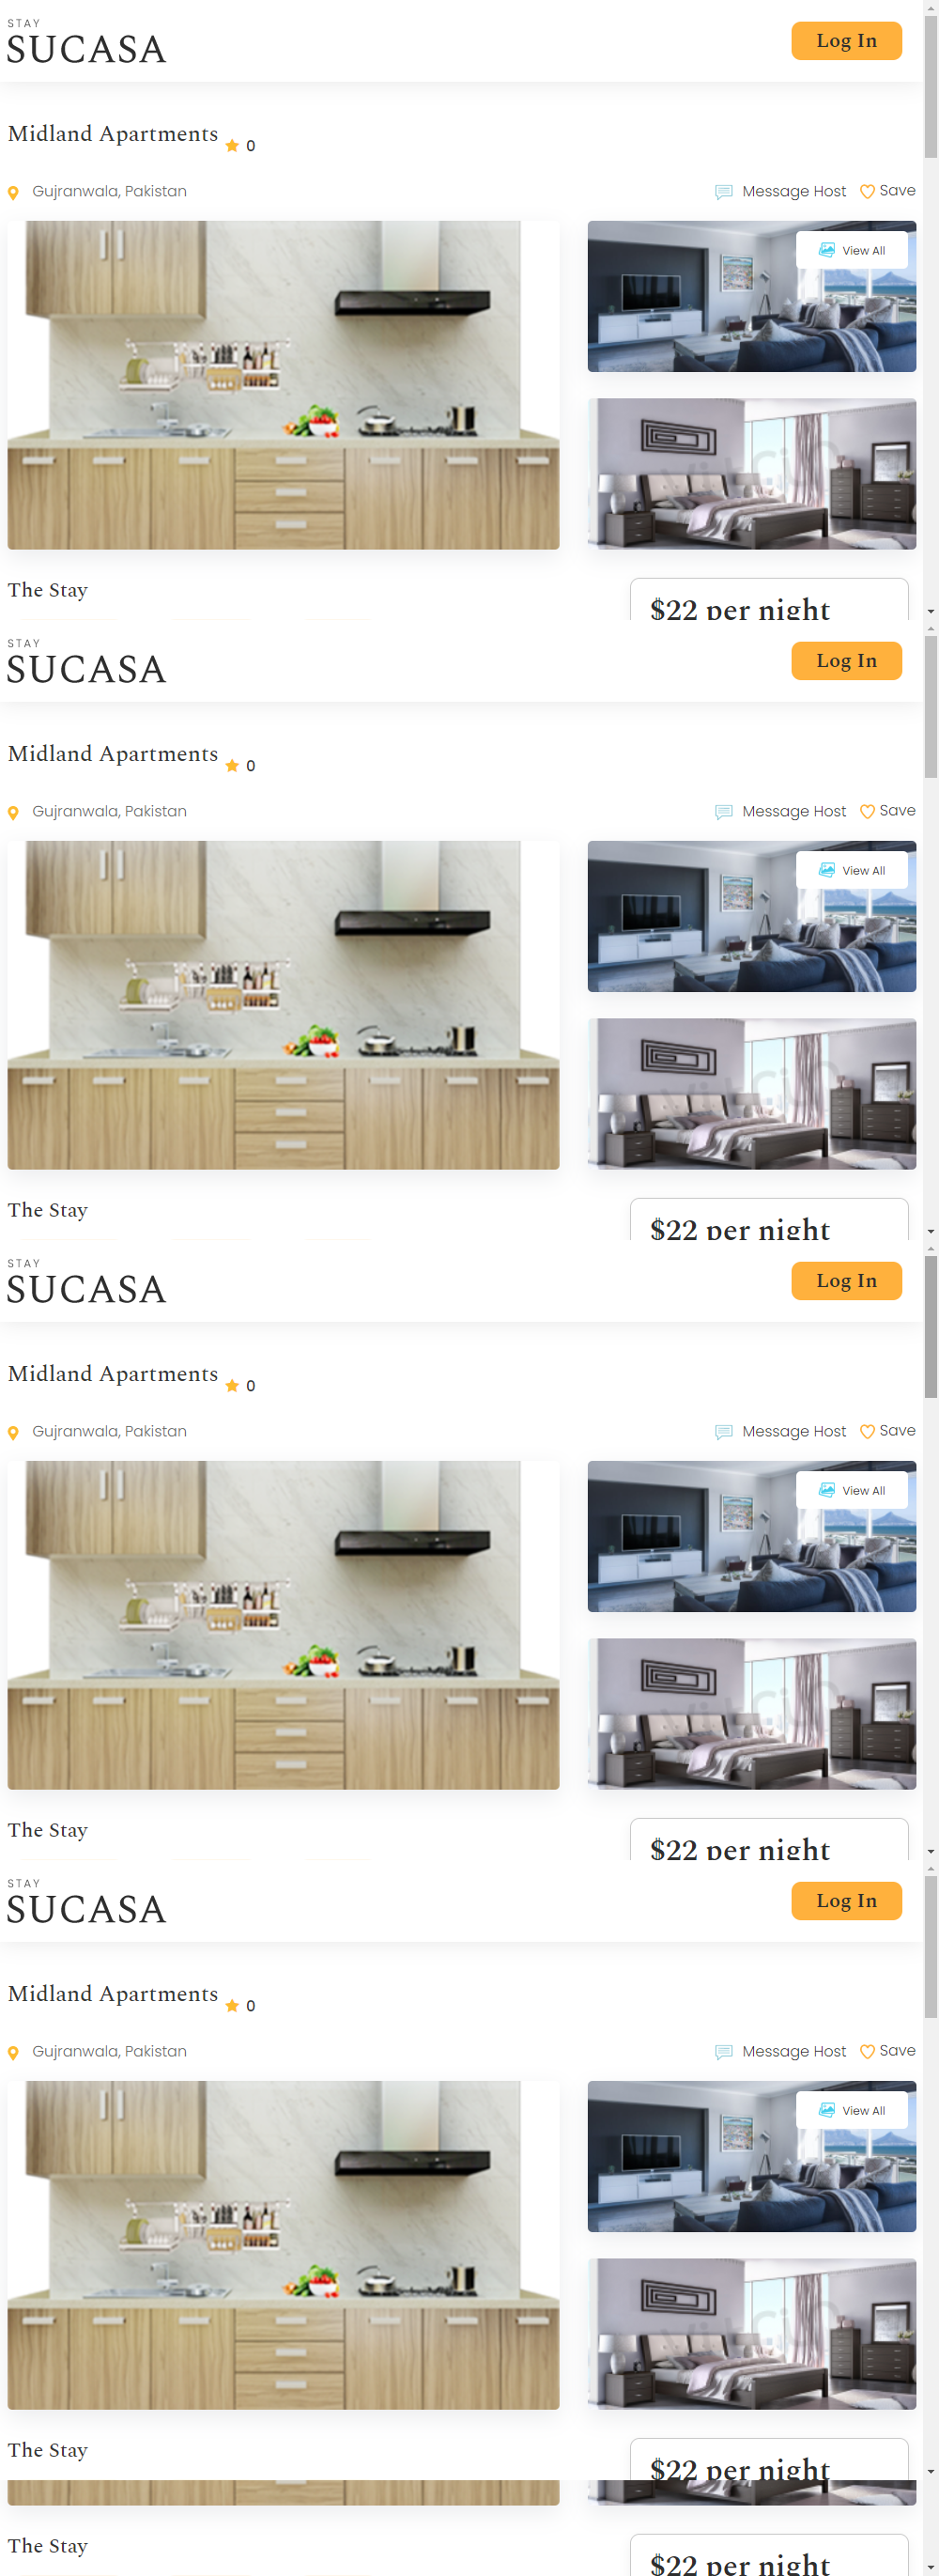 STAY
SUCASA
Log In
Midland Apartments 0
Gujranwala, Pakistan
Message Host Save
View All
The Stay
$22 per night
STAY
SUCASA
Log In
Midland Apartments 0
Gujranwala, Pakistan
Message Host Save
View All
The Stay
$22 per night
STAY
SUCASA
Log In
Midland Apartments 0
Gujranwala, Pakistan
Message Host Save
View All
The Stay
$22 per night
STAY
SUCASA
Log In
Midland Apartments 0
Gujranwala, Pakistan
Message Host Save
View All
The Stay
$22 per night
The Stay
$22 per night